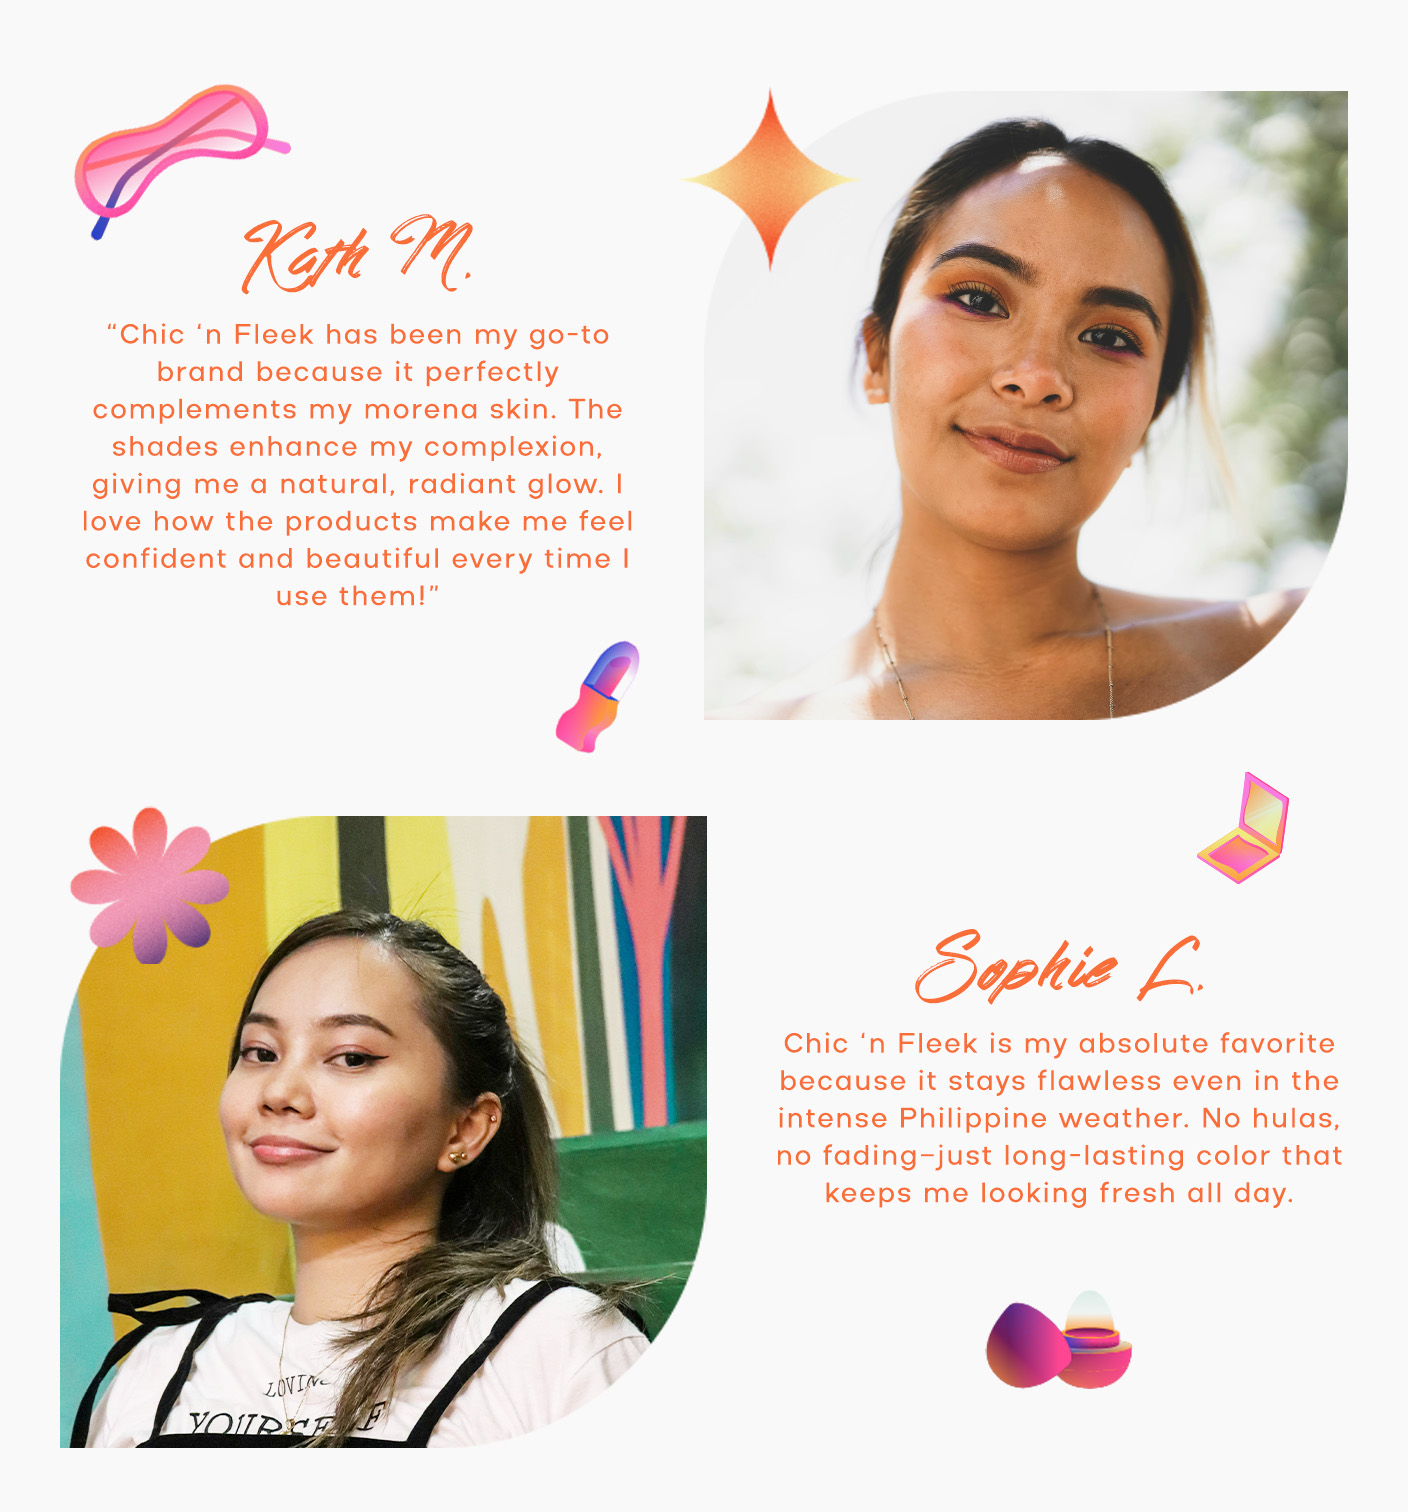 Kath M.
“Chic ‘n Fleek has been my go-to
brand because it perfectly
complements my morena skin. The
shades enhance my complexion,
giving me a natural, radiant glow. I
love how the products make me feel
confident and beautiful every time I
use them!”
Sophie L.
Chic ‘n Fleek is my absolute favorite
because it stays flawless even in the
intense Philippine weather. No hulas,
no fading–just long-lasting color that
keeps me looking fresh all day.
LOVING
YOURSELF